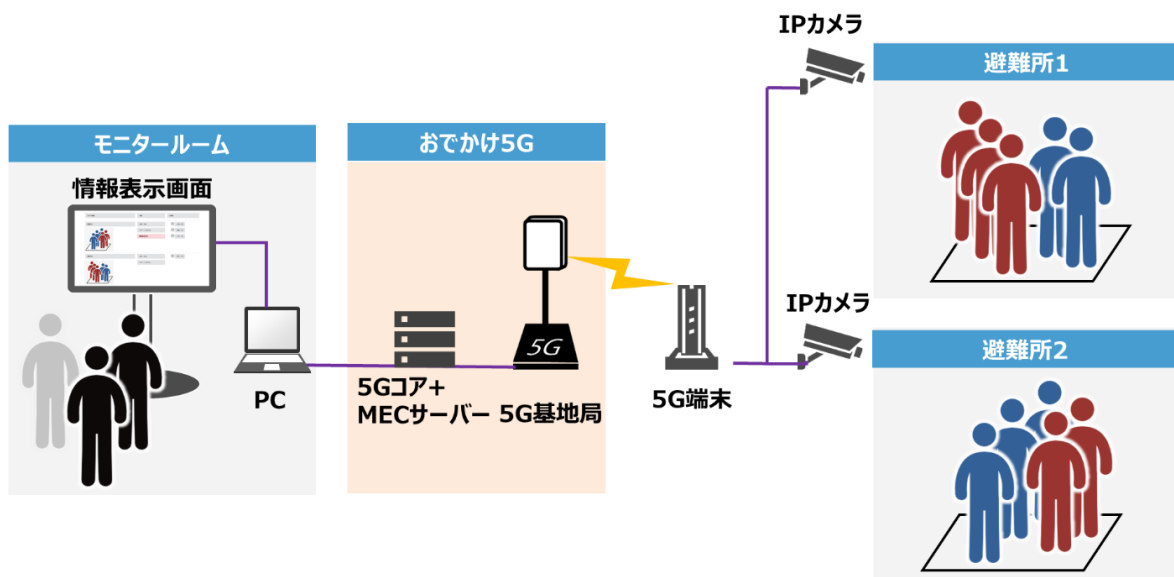 IPカメラ
避難所1
モニタールーム
おでかけ5G
情報表示画面
IPカメラ
避難所2
5G
PC
5Gコア+
MECサーバー
5G基地局
5G端末